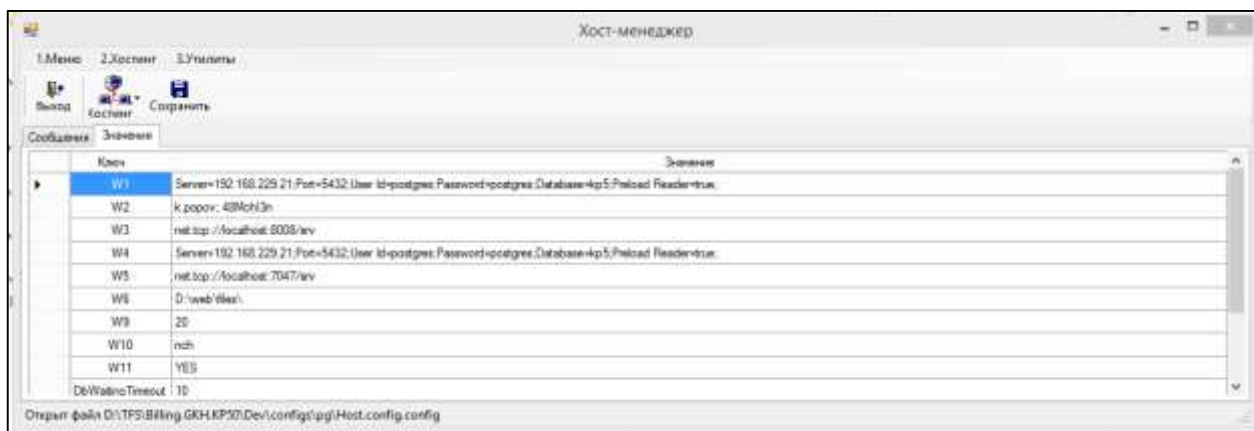 Хост-менеджер
1.Меню 2.Хостинг 3.Утилиты
Выход Хостинг Сохранить
Сообщения Значения
Ключ Значение
W1 Server=192.168.229.21;Port=5432;User Id=postgres;Password=postgres;Database=kp5;Preload Reader=true;
W2 k.popov;
W3 net.tcp://localhost:8008/srv
W4 Server=192.168.229.21;Port=5432;User Id=postgres;Password=postgres;Database=kp5;Preload Reader=true;
W5 net.tcp://localhost:7047/srv
W6 D:\web\files\
W9 20
W10 nch
W11 YES
DbWaitingTimeout 10
Открыт файл D:\TFS\Billing.GKH.KP50\Dev\configs\pg\Host.config.config